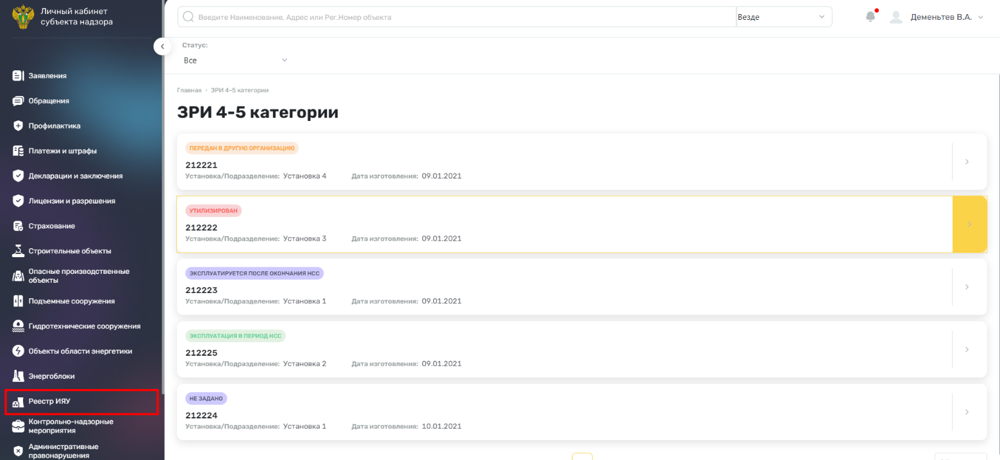 Личный кабинет
субъекта надзора
Заявления
Обращения
Профилактика
Платежи и штрафы
Декларации и заключения
Лицензии и разрешения
Страхование
Строительные объекты
Опасные производственные
объекты
Подъемные сооружения
Гидротехнические сооружения
Объекты области энергетики
Энергоблоки
Реестр ИЯУ
Контрольно-надзорные
мероприятия
Административные
правонарушения
Введите Наименование, Адрес или Рег.Номер объекта
Везде
Деменьтев В.А.
Статус:
Все
Главная • ЗРИ 4-5 категории
ЗРИ 4-5 категории
ПЕРЕДАН В ДРУГУЮ ОРГАНИЗАЦИЮ
212221
Установка/Подразделение: Установка 4 Дата изготовления: 09.01.2021
УТИЛИЗИРОВАН
212222
Установка/Подразделение: Установка 3 Дата изготовления: 09.01.2021
ЭКСПЛУАТИРУЕТСЯ ПОСЛЕ ОКОНЧАНИЯ НСС
212223
Установка/Подразделение: Установка 1 Дата изготовления: 09.01.2021
ЭКСПЛУАТАЦИЯ В ПЕРИОД НСС
212225
Установка/Подразделение: Установка 2 Дата изготовления: 09.01.2021
НЕ ЗАДАНО
212224
Установка/Подразделение: Установка 1 Дата изготовления: 10.01.2021